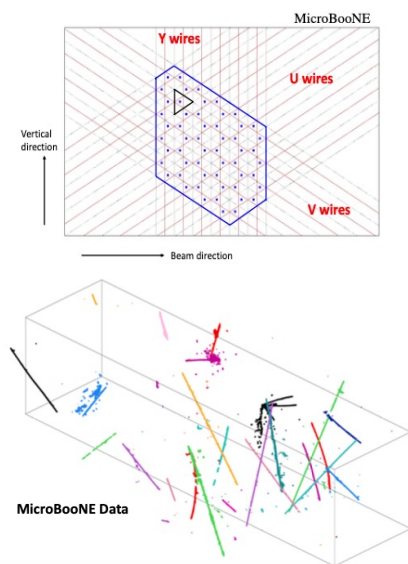 MicroBooNE
Y wires
U wires
Vertical
direction
V wires
Beam direction
MicroBooNE Data